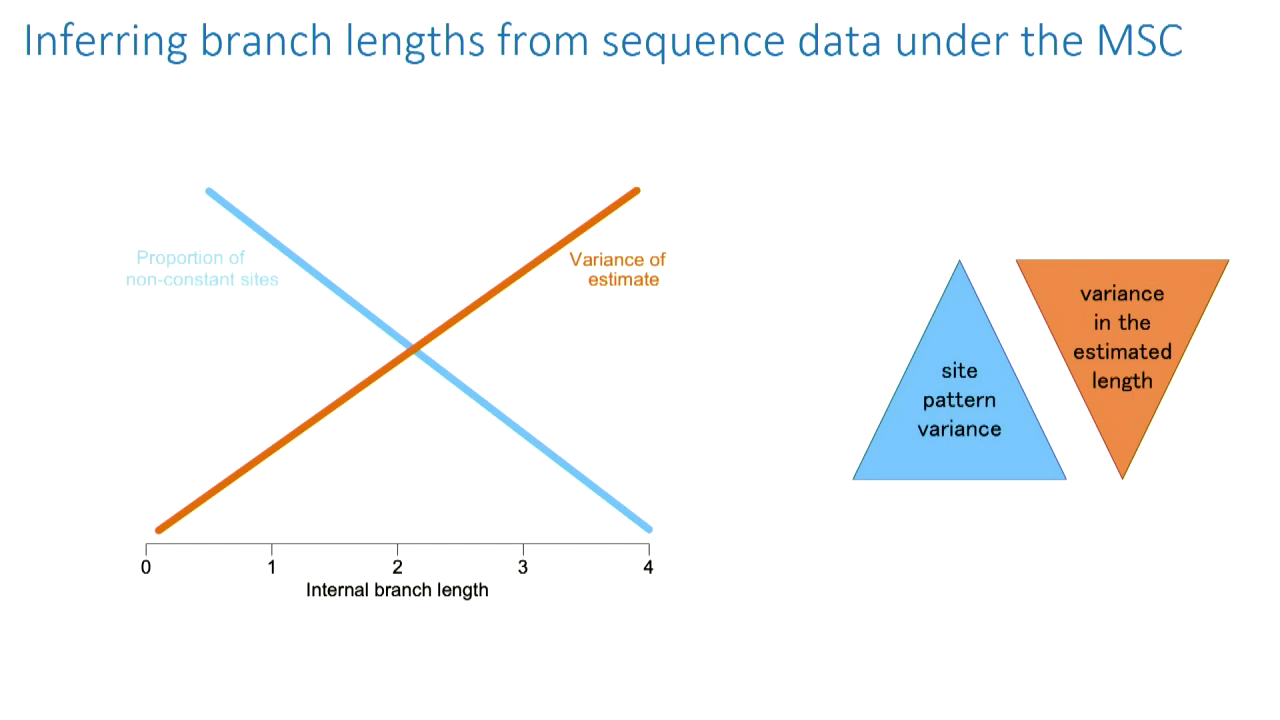 Inferring branch lengths from sequence data under the MSC
Proportion of
non-constant sites
Variance of
estimate
0 1 2 3 4
Internal branch length
site
pattern
variance
variance
in the
estimated
length